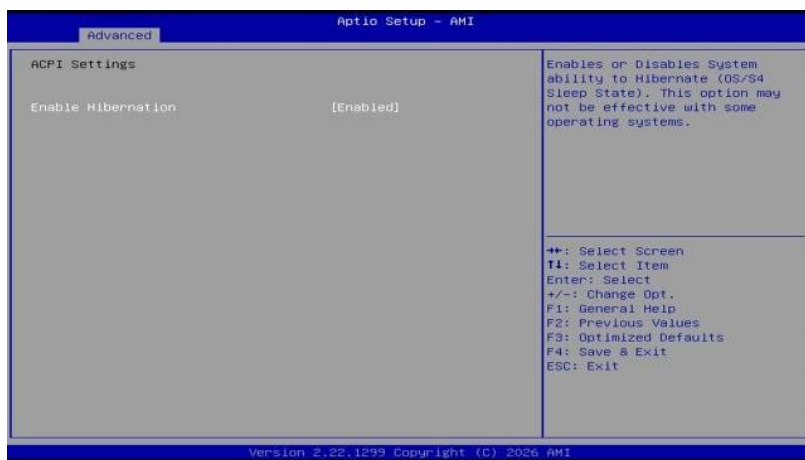 Aptio Setup - AMI
Advanced
ACPI Settings
Enable Hibernation [Enabled]
Enables or Disables System
ability to Hibernate (OS/S4
Sleep State). This option may
not be effective with some
operating systems.
→←: Select Screen
↑↓: Select Item
Enter: Select
+/-: Change Opt.
F1: General Help
F2: Previous Values
F3: Optimized Defaults
F4: Save & Exit
ESC: Exit
Version 2.22.1299 Copyright (C) 2026 AMI